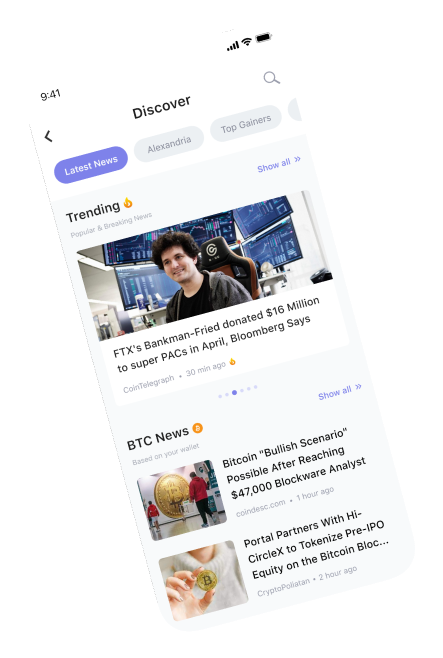 9:41
Discover
Latest News
Alexandria
Top Gainers
Trending
Show all »
Popular & Breaking News
FTX's Bankman-Fried donated $16 Million
to super PACs in April, Bloomberg Says
CoinTelegraph • 30 min ago
BTC News
Show all »
Based on your wallet
Bitcoin "Bullish Scenario"
Possible After Reaching
$47,000 Blockware Analyst
coindesc.com • 1 hour ago
Portal Partners With Hi-
CircleX to Tokenize Pre-IPO
Equity on the Bitcoin Bloc...
CryptoPoliatan • 2 hour ago